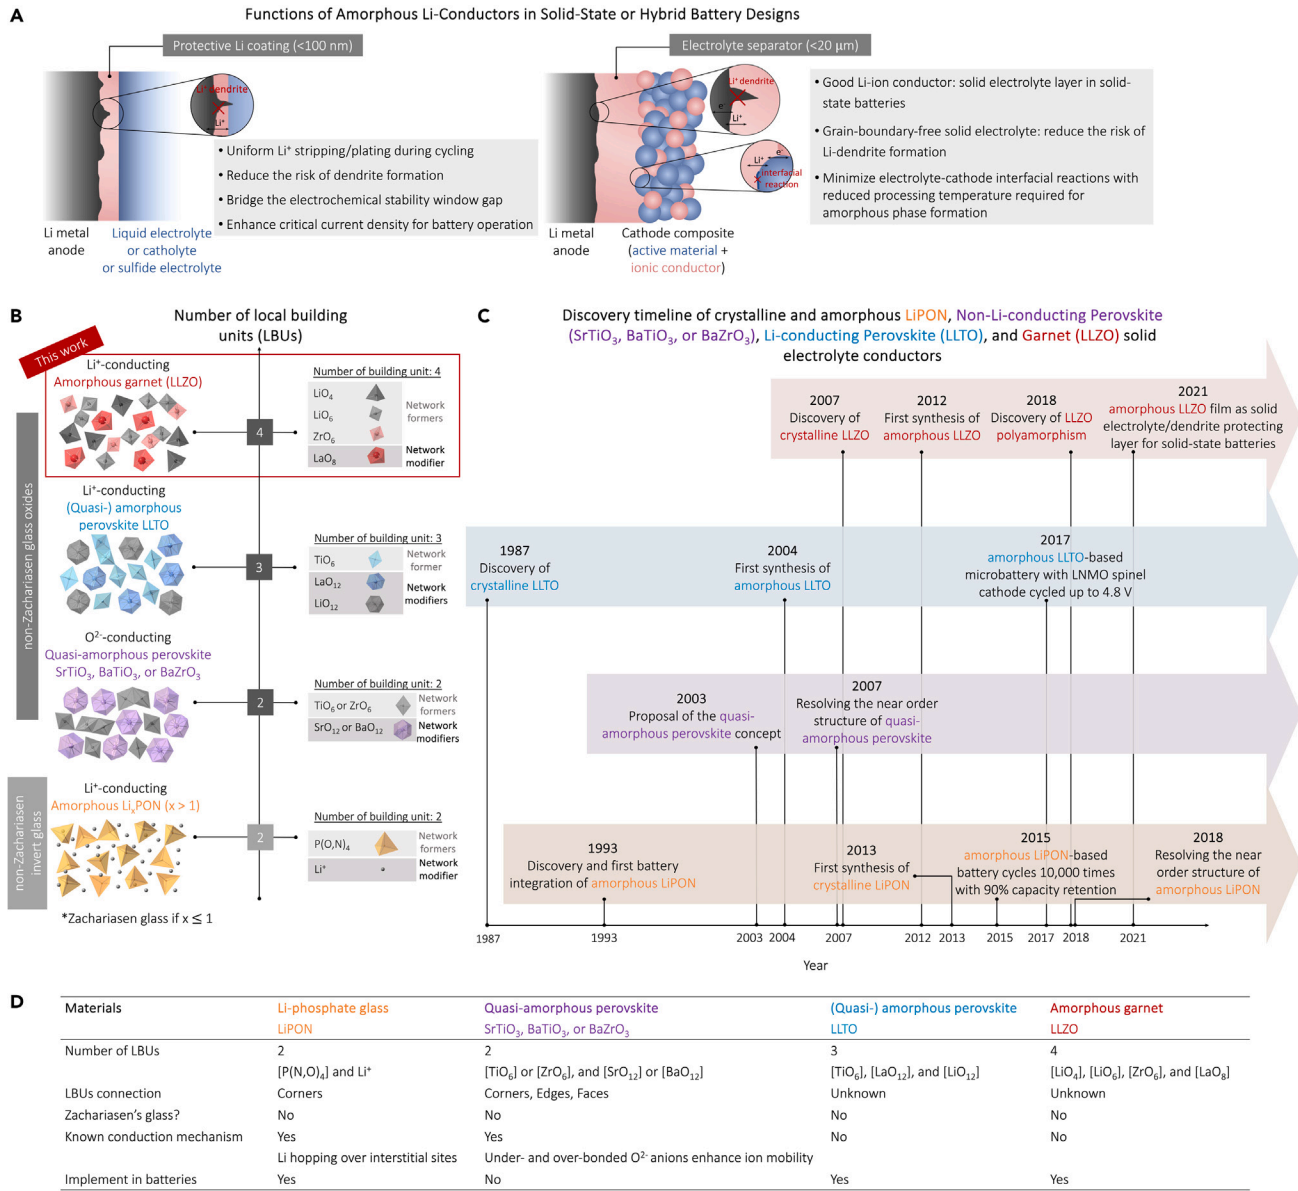 A
Functions of Amorphous Li-Conductors in Solid-State or Hybrid Battery Designs
Protective Li coating (<100 nm)
Li⁺ dendrite
Li⁺
• Uniform Li⁺ stripping/plating during cycling
• Reduce the risk of dendrite formation
• Bridge the electrochemical stability window gap
• Enhance critical current density for battery operation
Li metal
anode
Liquid electrolyte
or catholyte
or sulfide electrolyte
Electrolyte separator (<20 µm)
Li⁺ dendrite
e⁻
Li⁺
Li⁺
e⁻
interfacial
reaction
Li metal
anode
Cathode composite
(active material +
ionic conductor)
• Good Li-ion conductor: solid electrolyte layer in solid-
state batteries
• Grain-boundary-free solid electrolyte: reduce the risk of
Li-dendrite formation
• Minimize electrolyte-cathode interfacial reactions with
reduced processing temperature required for
amorphous phase formation
B
Number of local building
units (LBUs)
This work
non-Zachariasen glass oxides
Li⁺-conducting
Amorphous garnet (LLZO)
4
Number of building unit: 4
LiO₄
LiO₆
ZrO₆
LaO₈
Network
formers
Network
modifier
Li⁺-conducting
(Quasi-) amorphous
perovskite LLTO
3
Number of building unit: 3
TiO₆
LaO₁₂
LiO₁₂
Network
former
Network
modifiers
O²⁻-conducting
Quasi-amorphous perovskite
SrTiO₃, BaTiO₃, or BaZrO₃
2
Number of building unit: 2
TiO₆ or ZrO₆
SrO₁₂ or BaO₁₂
Network
formers
Network
modifiers
non-Zachariasen
invert glass
Li⁺-conducting
Amorphous LiₓPON (x > 1)
2
Number of building unit: 2
P(O,N)₄
Li⁺
Network
formers
Network
modifier
*Zachariasen glass if x ≤ 1
C
Discovery timeline of crystalline and amorphous LiPON, Non-Li-conducting Perovskite
(SrTiO₃, BaTiO₃, or BaZrO₃), Li-conducting Perovskite (LLTO), and Garnet (LLZO) solid
electrolyte conductors
2007
Discovery of
crystalline LLZO
2012
First synthesis of
amorphous LLZO
2018
Discovery of LLZO
polyamorphism
2021
amorphous LLZO film as solid
electrolyte/dendrite protecting
layer for solid-state batteries
1987
Discovery of
crystalline LLTO
2004
First synthesis of
amorphous LLTO
2017
amorphous LLTO-based
microbattery with LNMO spinel
cathode cycled up to 4.8 V
2003
Proposal of the quasi-
amorphous perovskite concept
2007
Resolving the near order
structure of quasi-
amorphous perovskite
1993
Discovery and first battery
integration of amorphous LiPON
2013
First synthesis of
crystalline LiPON
2015
amorphous LiPON-based
battery cycles 10,000 times
with 90% capacity retention
2018
Resolving the near
order structure of
amorphous LiPON
1987 1993 2003 2004 2007 2012 2013 2015 2017 2018 2021
Year
D
Materials Li-phosphate glass Quasi-amorphous perovskite (Quasi-) amorphous perovskite Amorphous garnet
LiPON SrTiO₃, BaTiO₃, or BaZrO₃ LLTO LLZO
Number of LBUs 2 2 3 4
[P(N,O)₄] and Li⁺ [TiO₆] or [ZrO₆], and [SrO₁₂] or [BaO₁₂] [TiO₆], [LaO₁₂], and [LiO₁₂] [LiO₄], [LiO₆], [ZrO₆], and [LaO₈]
LBUs connection Corners Corners, Edges, Faces Unknown Unknown
Zachariasen's glass? No No No No
Known conduction mechanism Yes Yes No No
Li hopping over interstitial sites Under- and over-bonded O²⁻ anions enhance ion mobility
Implement in batteries Yes No Yes Yes